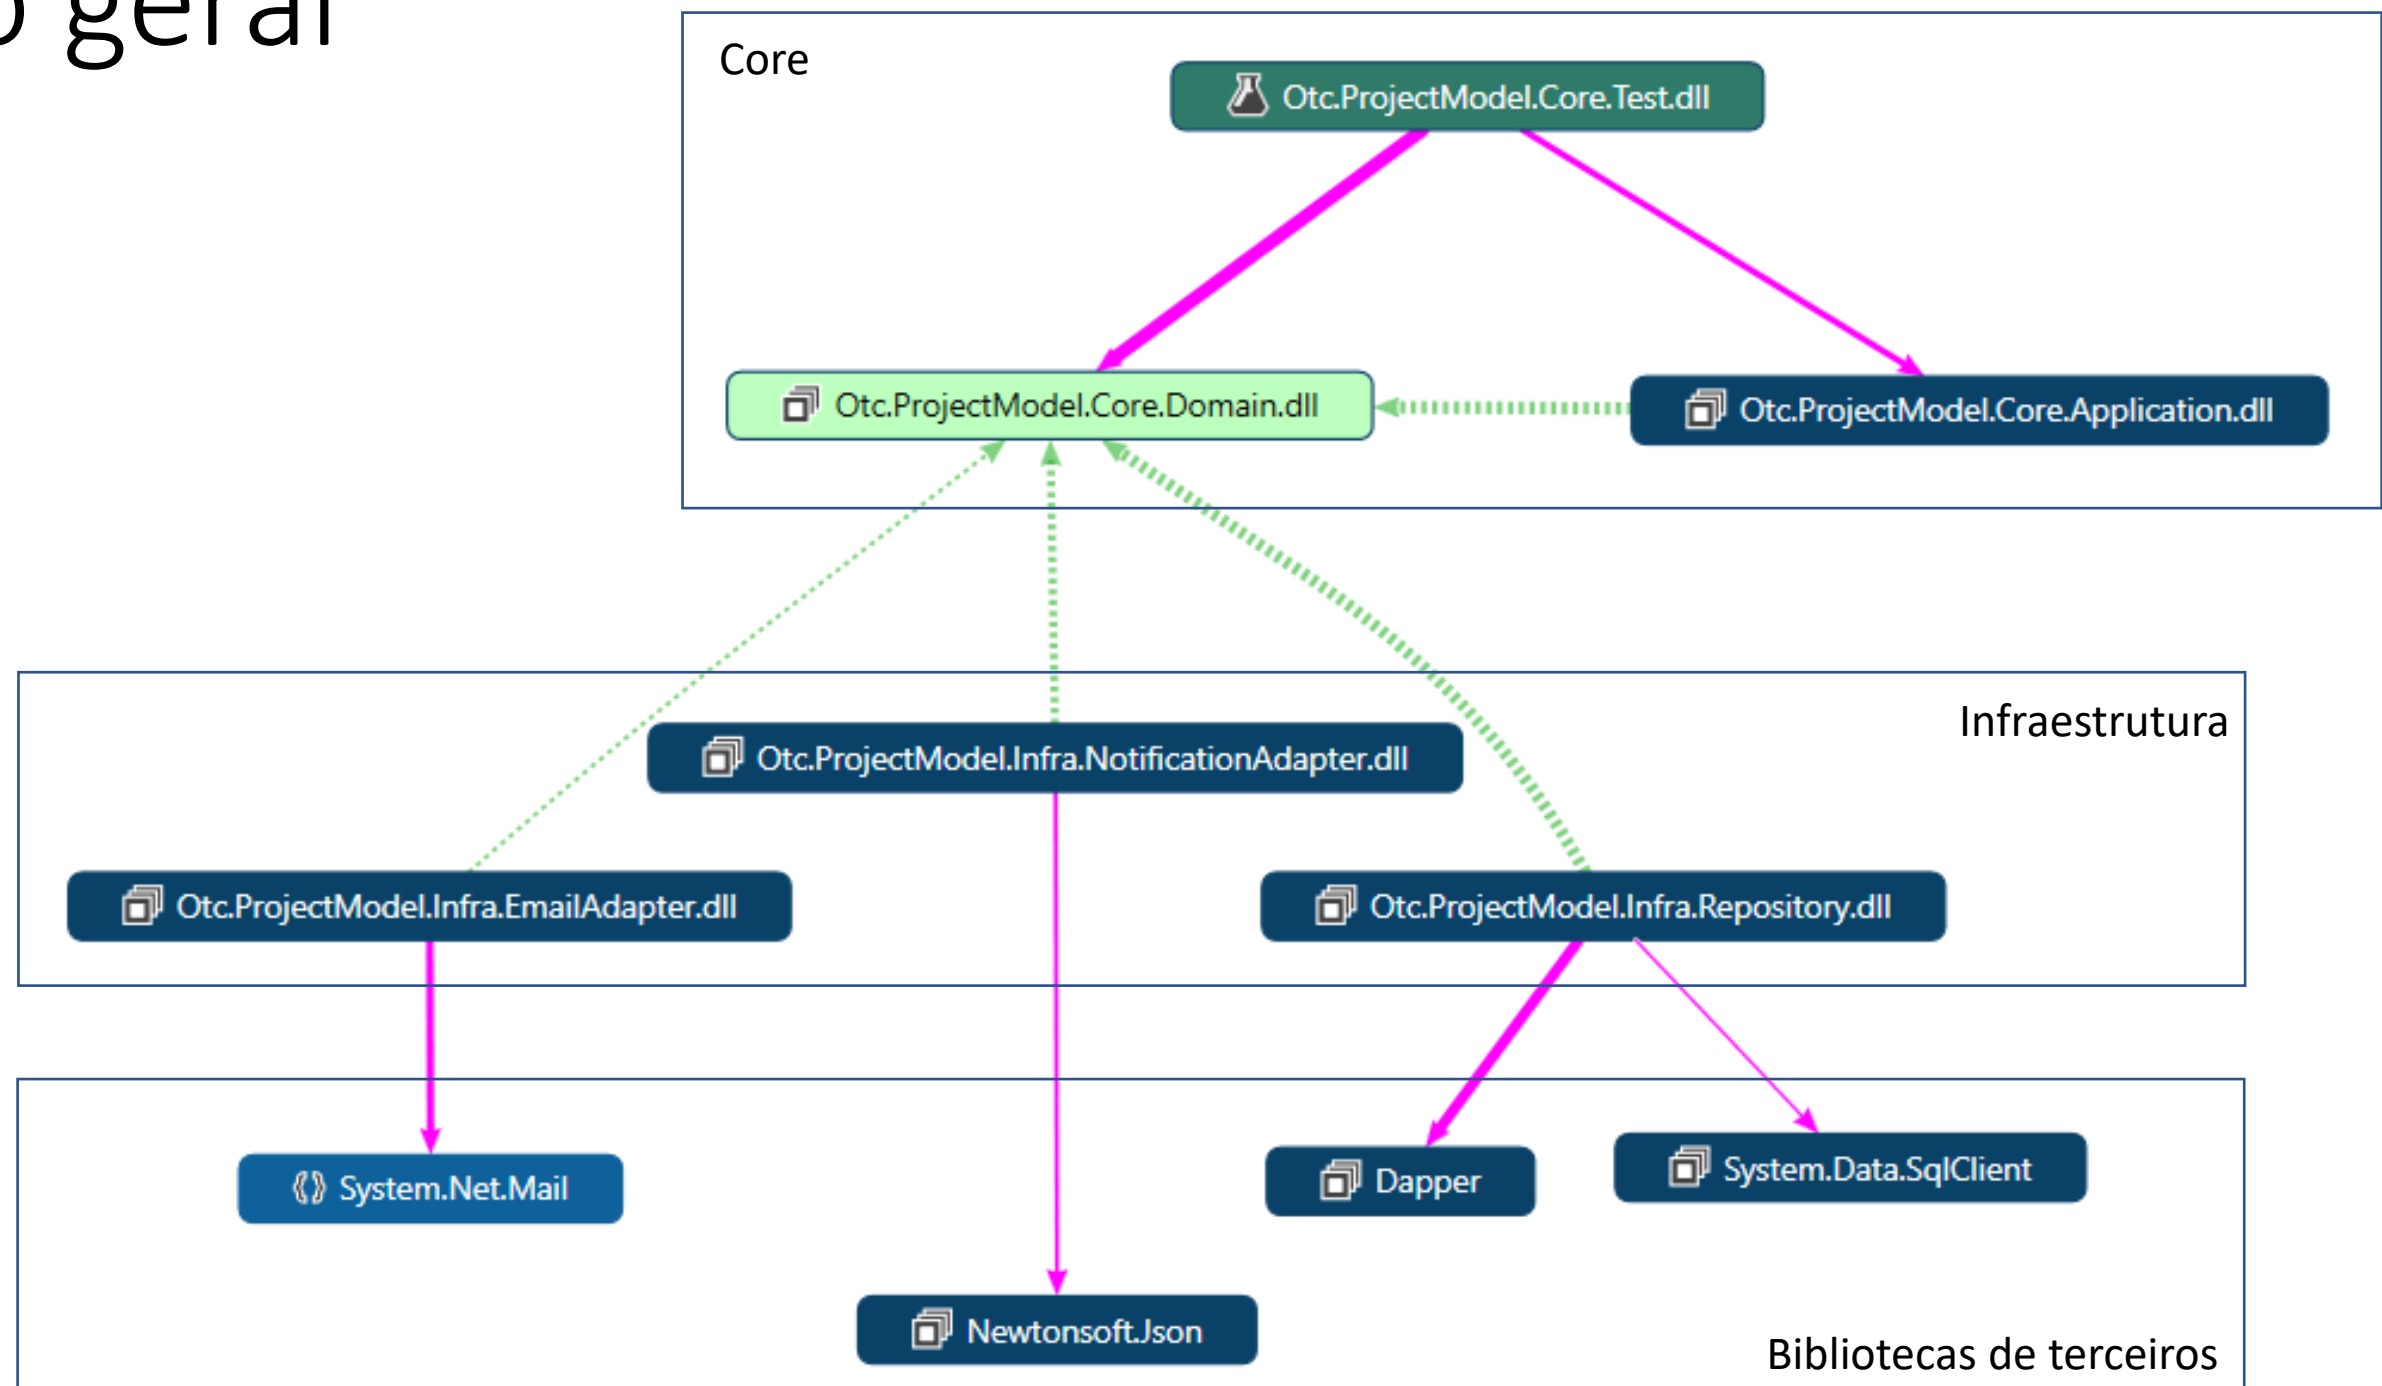 geral
Core
Otc.ProjectModel.Core.Test.dll
Otc.ProjectModel.Core.Domain.dll
Otc.ProjectModel.Core.Application.dll
Infraestrutura
Otc.ProjectModel.Infra.NotificationAdapter.dll
Otc.ProjectModel.Infra.EmailAdapter.dll
Otc.ProjectModel.Infra.Repository.dll
System.Net.Mail
Dapper
System.Data.SqlClient
Newtonsoft.Json
Bibliotecas de terceiros